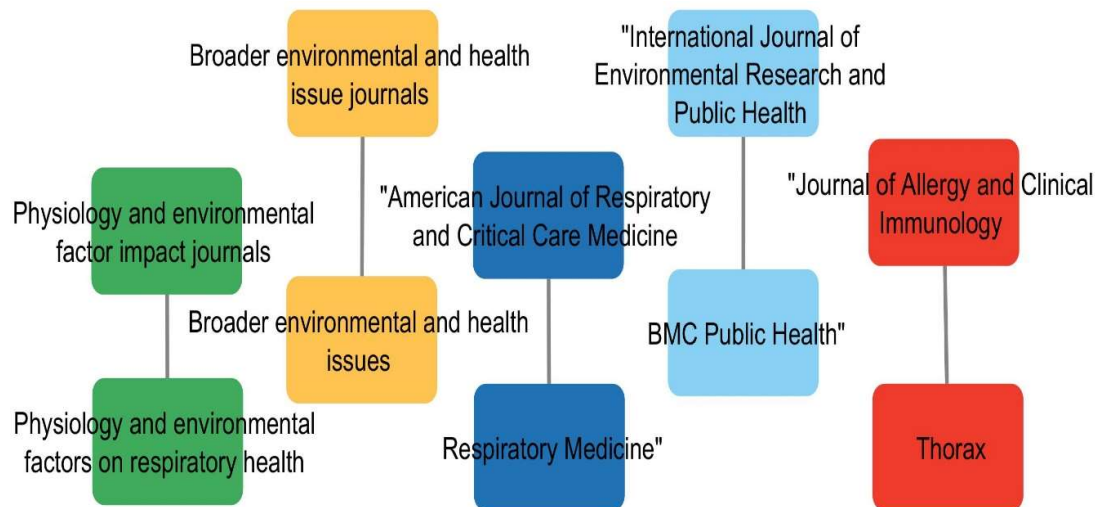 Broader environmental and health
issue journals
"International Journal of
Environmental Research and
Public Health
Physiology and environmental
factor impact journals
"American Journal of Respiratory
and Critical Care Medicine
"Journal of Allergy and Clinical
Immunology
Broader environmental and health
issues
BMC Public Health"
Physiology and environmental
factors on respiratory health
Respiratory Medicine"
Thorax